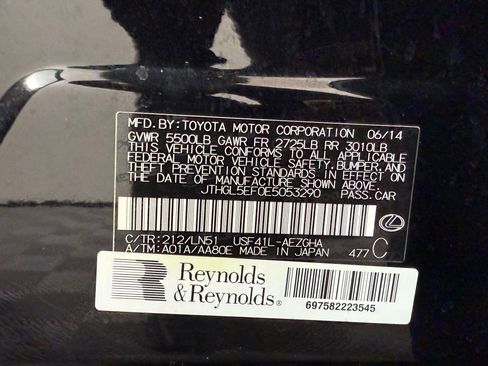 MFD.BY:TOYOTA MOTOR CORPORATION 06/14
GVWR 5500LB GAWR FR 2725LB RR 3010LB
THIS VEHICLE CONFORMS TO ALL APPLICABLE
FEDERAL MOTOR VEHICLE SAFETY, BUMPER, AND
THEFT PREVENTION STANDARDS IN EFFECT ON
THE DATE OF MANUFACTURE SHOWN ABOVE.
JTHGL5EF0E5053290 PASS.CAR
C/TR:212/LN51 USF41L-AEZGHA
A/TM:A01A/AA80E MADE IN JAPAN 477 C
Reynolds
& Reynolds.
697582223545